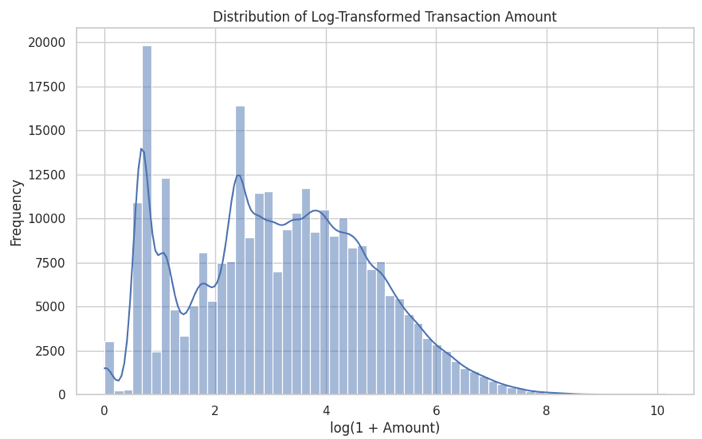 Distribution of Log-Transformed Transaction Amount
20000
17500
15000
12500
10000
7500
5000
2500
0
Frequency
0 2 4 6 8 10
log(1 + Amount)